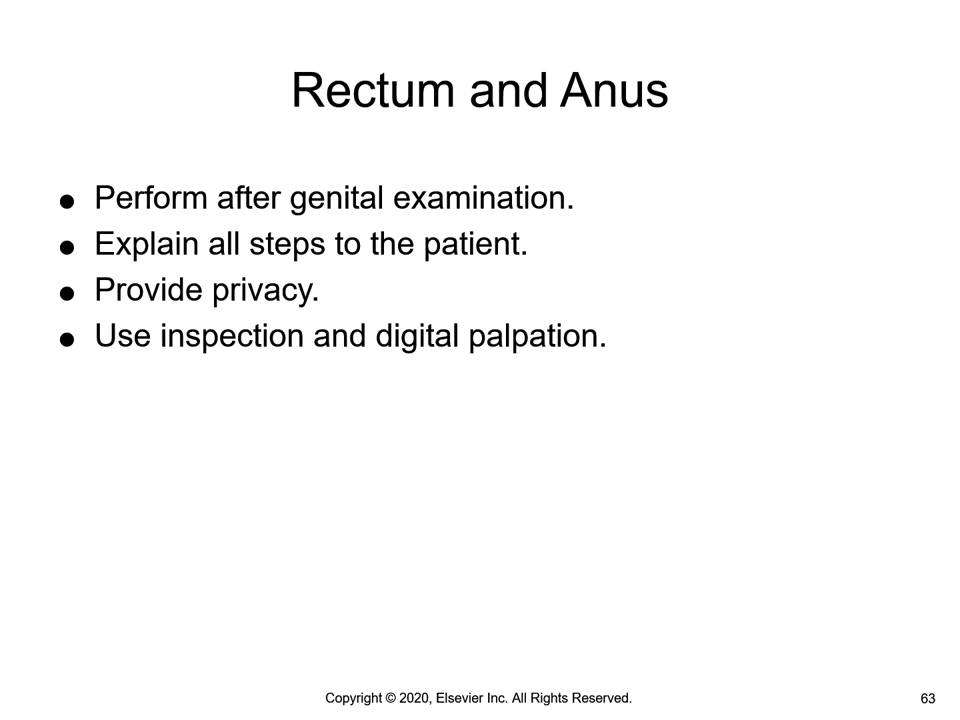 Rectum and Anus
● Perform after genital examination.
● Explain all steps to the patient.
● Provide privacy.
● Use inspection and digital palpation.
Copyright © 2020, Elsevier Inc. All Rights Reserved.
63